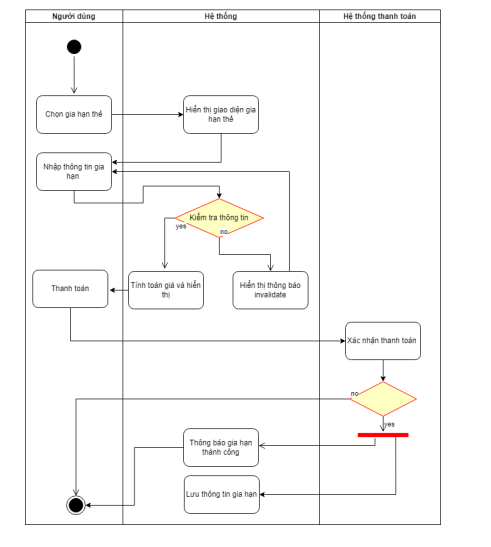 Người dùng
Hệ thống
Hệ thống thanh toán
Chọn gia hạn thẻ
Hiển thị giao diện gia
hạn thẻ
Nhập thông tin gia
hạn
Kiểm tra thông tin
yes
no
Thanh toán
Tính toán giá và hiển
thị
Hiển thị thông báo
invalidate
Xác nhận thanh toán
no
yes
Thông báo gia hạn
thành công
Lưu thông tin gia hạn